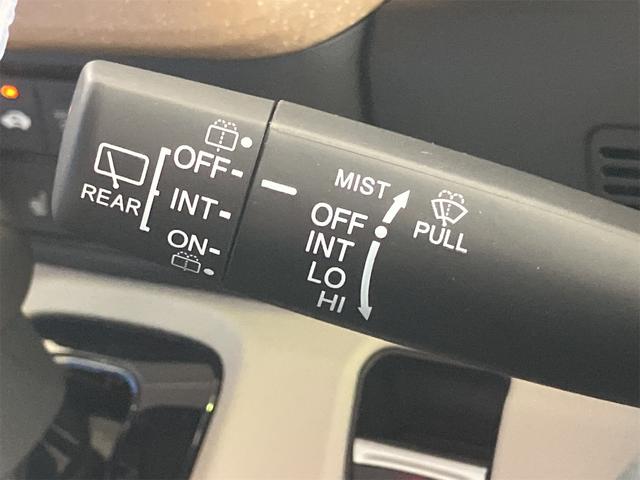 REAR
OFF
INT
ON
MIST
OFF
INT
LO
HI
PULL